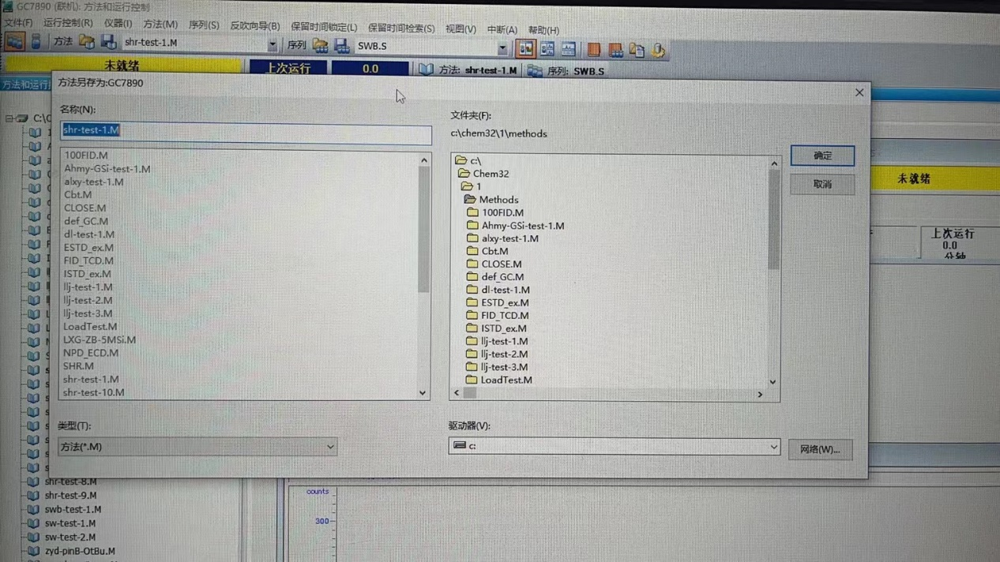 GC7890 (联机): 方法和运行控制
文件(F) 运行控制(R) 仪器(I) 方法(M) 序列(S) 反吹向导(B) 保留时间锁定(L) 保留时间检索(S) 视图(V) 中断(A) 帮助(H)
方法 shr-test-1.M 序列 SWB.S
未就绪 上次运行 0.0 方法: shr-test-1.M 序列: SWB.S
方法和运行
方法另存为:GC7890
名称(N):
shr-test-1.M
100FID.M
Ahmy-GSi-test-1.M
alxy-test-1.M
Cbt.M
CLOSE.M
def_GC.M
dl-test-1.M
ESTD_ex.M
FID_TCD.M
ISTD_ex.M
llj-test-1.M
llj-test-2.M
llj-test-3.M
LoadTest.M
LXG-ZB-5MSi.M
NPD_ECD.M
SHR.M
shr-test-1.M
shr-test-10.M
类型(T):
方法(*.M)
文件夹(F):
c:\chem32\1\methods
c:\
Chem32
1
Methods
100FID.M
Ahmy-GSi-test-1.M
alxy-test-1.M
Cbt.M
CLOSE.M
def_GC.M
dl-test-1.M
ESTD_ex.M
FID_TCD.M
ISTD_ex.M
llj-test-1.M
llj-test-2.M
llj-test-3.M
LoadTest.M
驱动器(V):
c:
确定
取消
网络(W)...
未就绪
上次运行
0.0
分钟
shr-test-8.M
shr-test-9.M
swb-test-1.M
sw-test-1.M
sw-test-2.M
zyd-pinB-OtBu.M
counts
300